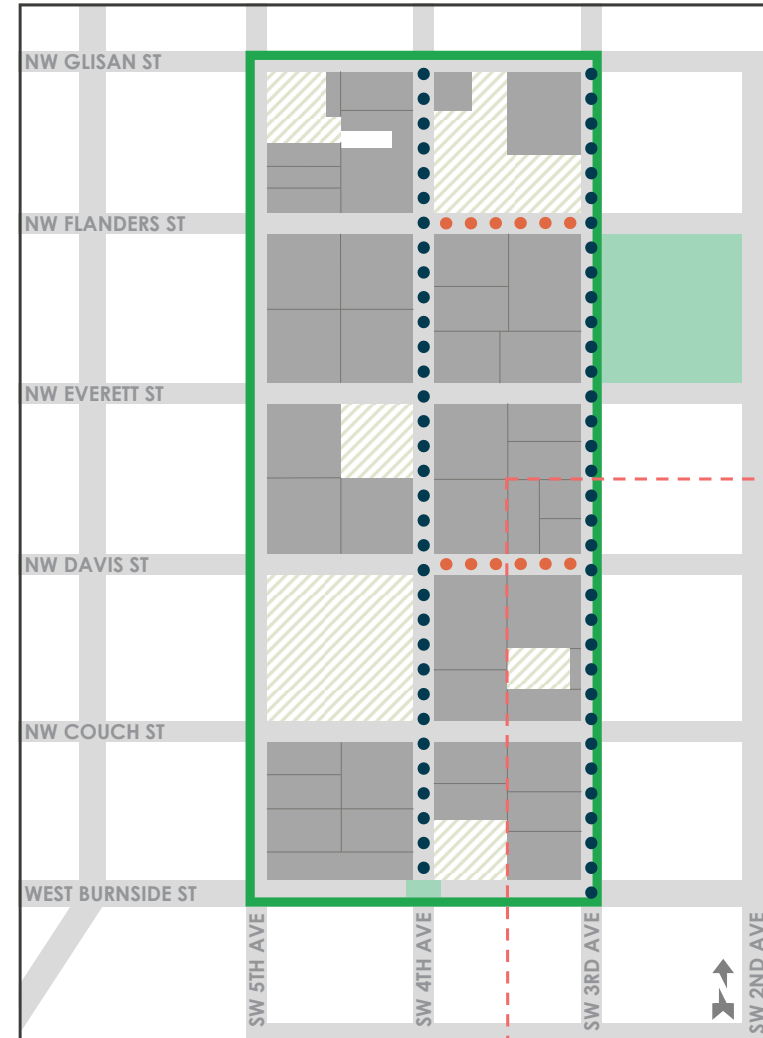 NW GLISAN ST
NW FLANDERS ST
NW EVERETT ST
NW DAVIS ST
NW COUCH ST
WEST BURNSIDE ST
SW 5TH AVE
SW 4TH AVE
SW 3RD AVE
SW 2ND AVE
N